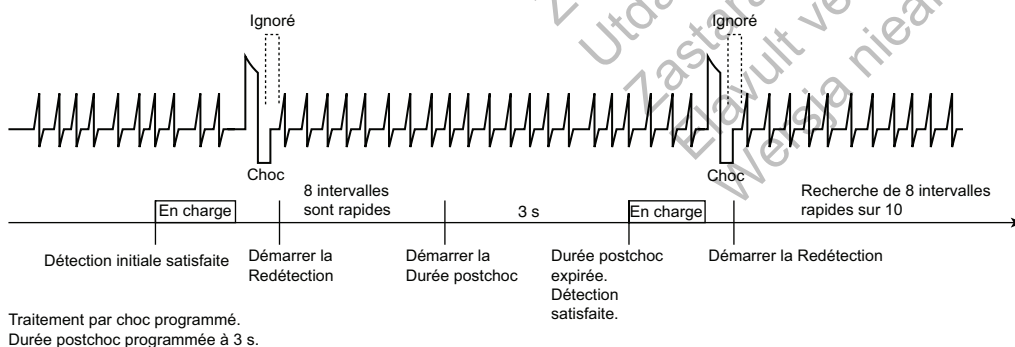 Ignoré
Ignoré
Choc
Choc
8 intervalles
sont rapides
Recherche de 8 intervalles
rapides sur 10
En charge
3 s
En charge
Détection initiale satisfaite
Démarrer la
Redétection
Démarrer la
Durée postchoc
Durée postchoc
expirée.
Détection
satisfaite.
Démarrer la Redétection
Traitement par choc programmé.
Durée postchoc programmée à 3 s.